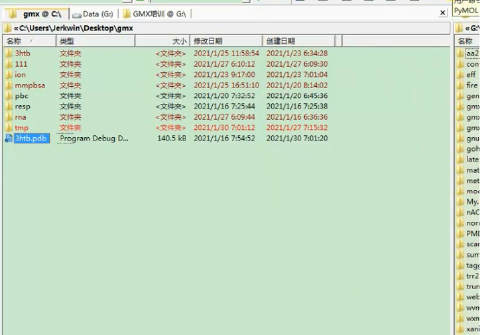 PyMOL
gmx @ C:\ Data (G:) GMX培训 @ G:\
«C:\Users\Jerkwin\Desktop\gmx «G:\
名称 类型 大小 修改日期 创建日期 名称
3htb 文件夹 <文件夹> 2021/1/25 11:58:54 2021/1/23 6:34:28
111 文件夹 <文件夹> 2021/1/27 6:10:12 2021/1/23 6:09:30
ion 文件夹 <文件夹> 2021/1/23 9:17:00 2021/1/23 7:01:04
mmpbsa 文件夹 <文件夹> 2021/1/25 16:51:10 2021/1/20 8:14:02
pbc 文件夹 <文件夹> 2021/1/20 7:32:52 2021/1/20 6:45:36
resp 文件夹 <文件夹> 2021/1/16 7:25:44 2021/1/16 7:25:38
rna 文件夹 <文件夹> 2021/1/27 6:09:44 2021/1/16 6:36:36
tmp 文件夹 <文件夹> 2021/1/30 7:01:12 2021/1/27 7:15:32
3htb.pdb Program Debug D... 140.5 kB 2021/1/16 7:54:52 2021/1/30 7:01:20
aa2
con
eff
fire
gen
gmx
gmx
gmx
gnu
goh
late
mat
met
mo
My.
nAC
nor
PME
scar
sum
tagg
trr2
trun
web
wvm
wxn
xani